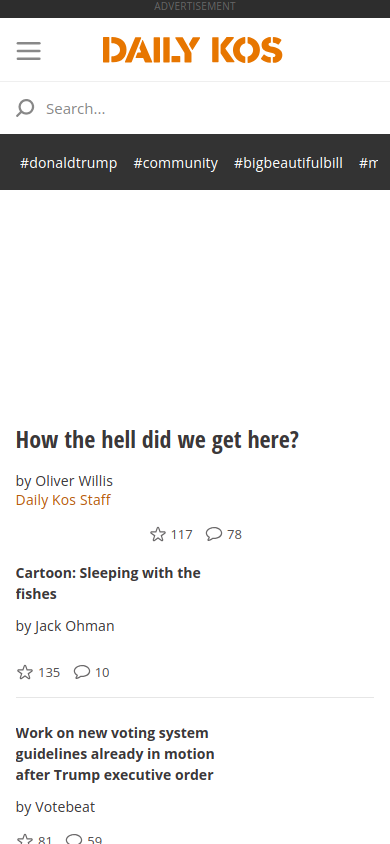 ADVERTISEMENT
DAILY KOS
Search...
#donaldtrump #community #bigbeautifulbill #m
How the hell did we get here?
by Oliver Willis
Daily Kos Staff
117 78
Cartoon: Sleeping with the
fishes
by Jack Ohman
135 10
Work on new voting system
guidelines already in motion
after Trump executive order
by Votebeat
81 59